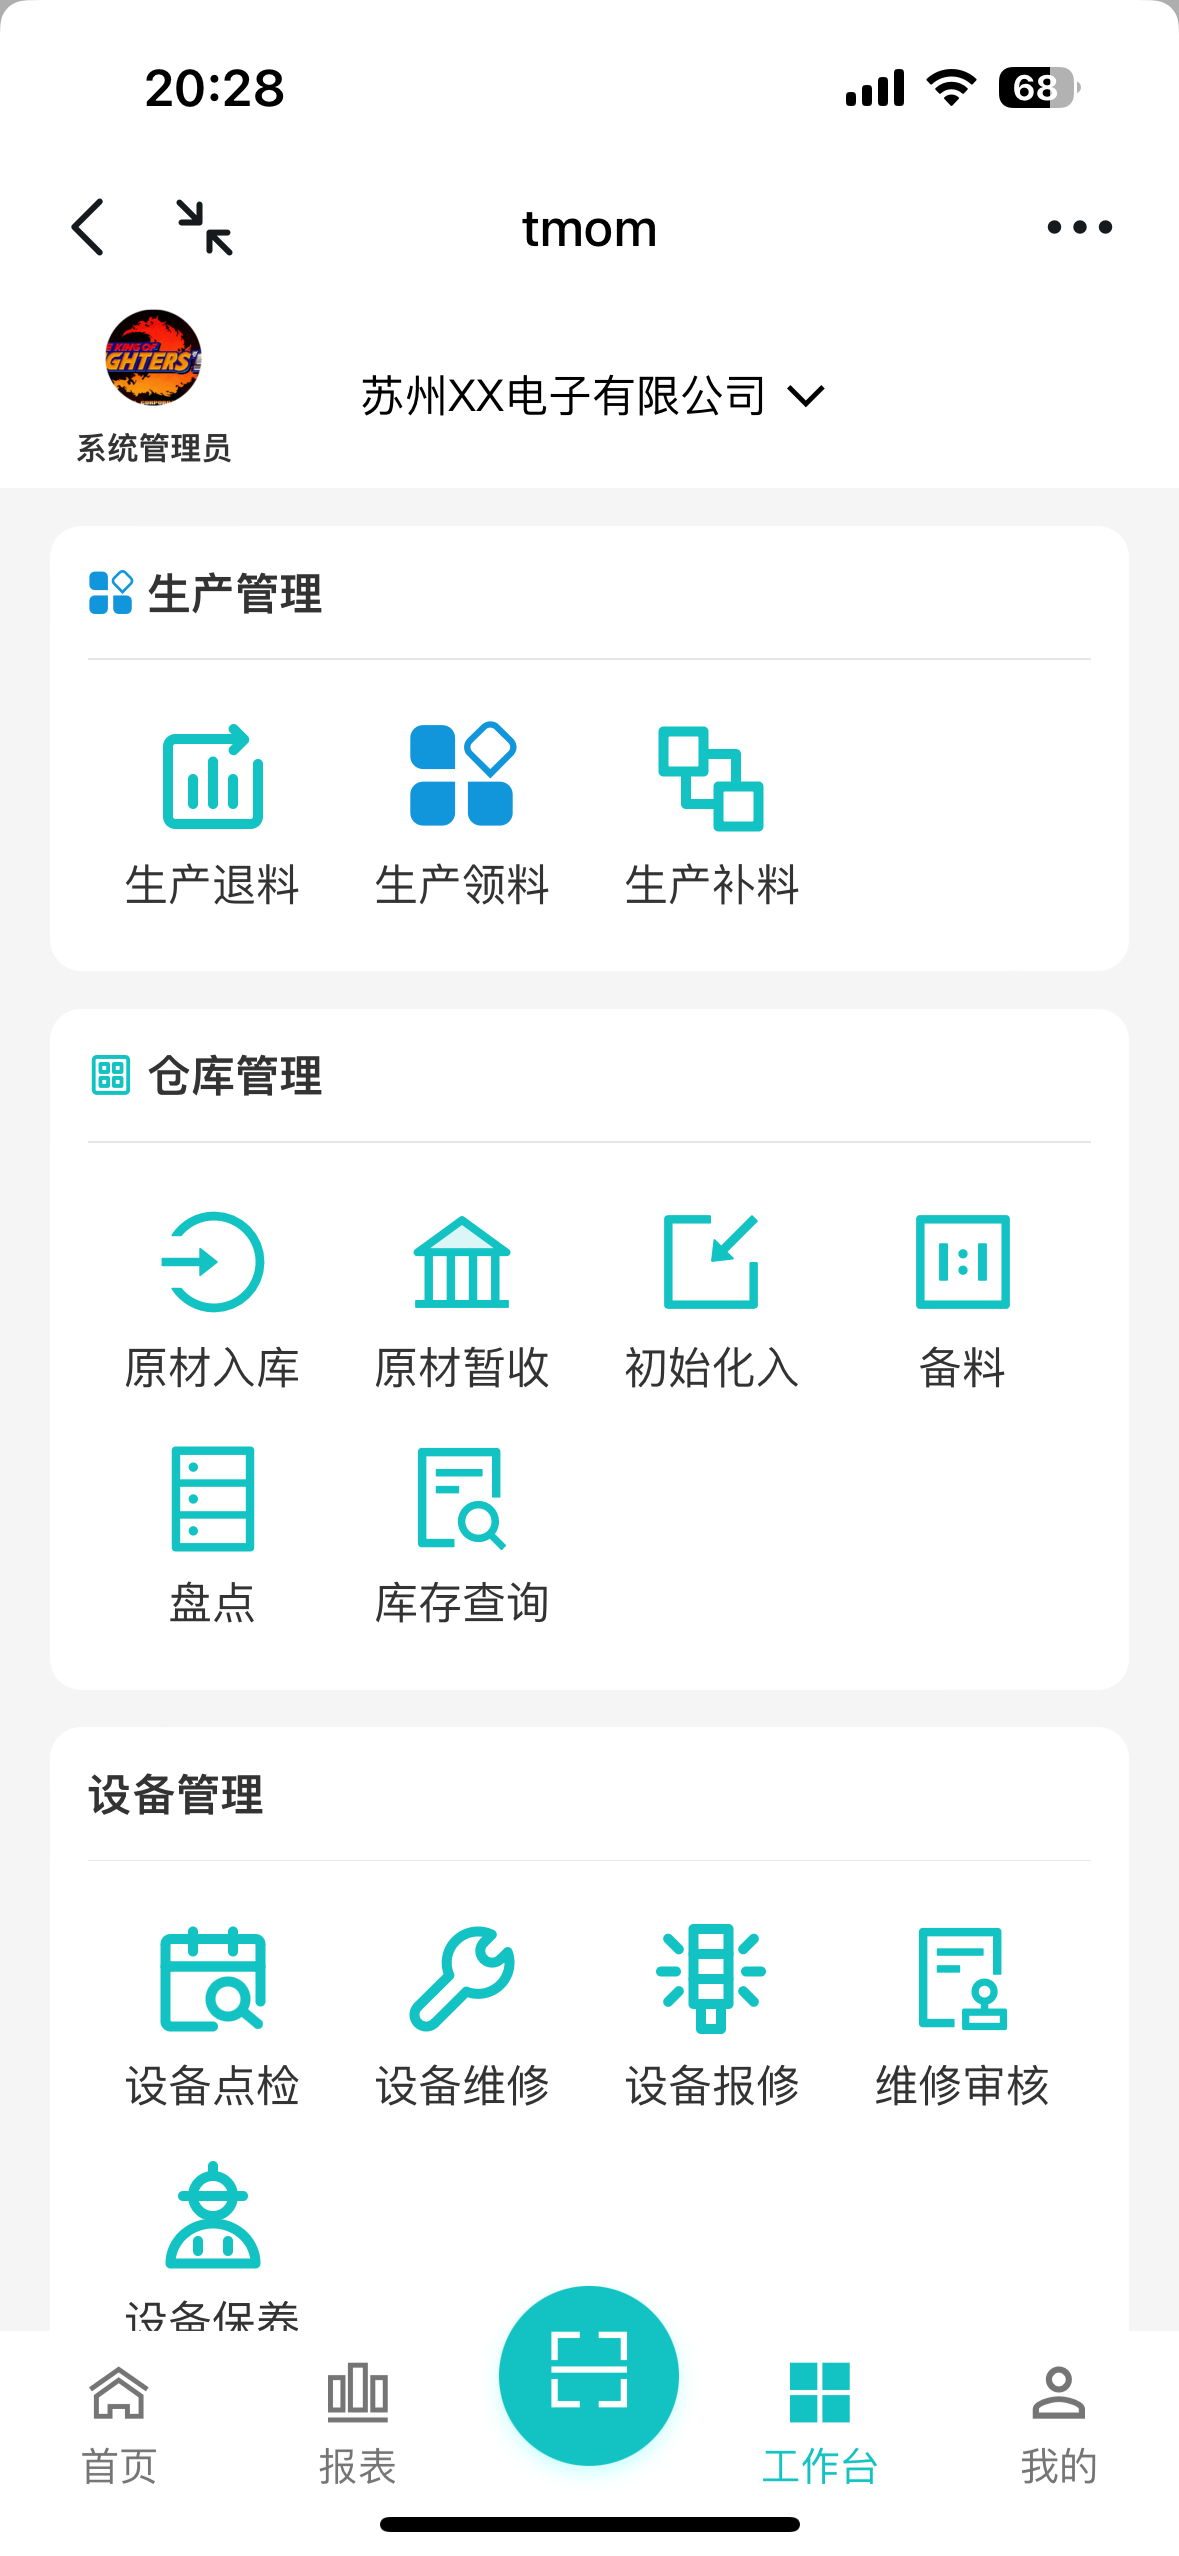 20:28
68
tmom
苏州XX电子有限公司
系统管理员
生产管理
生产退料 生产领料 生产补料
仓库管理
原材入库 原材暂收 初始化入 备料
盘点 库存查询
设备管理
设备点检 设备维修 设备报修 维修审核
设备保养
首页 报表 工作台 我的